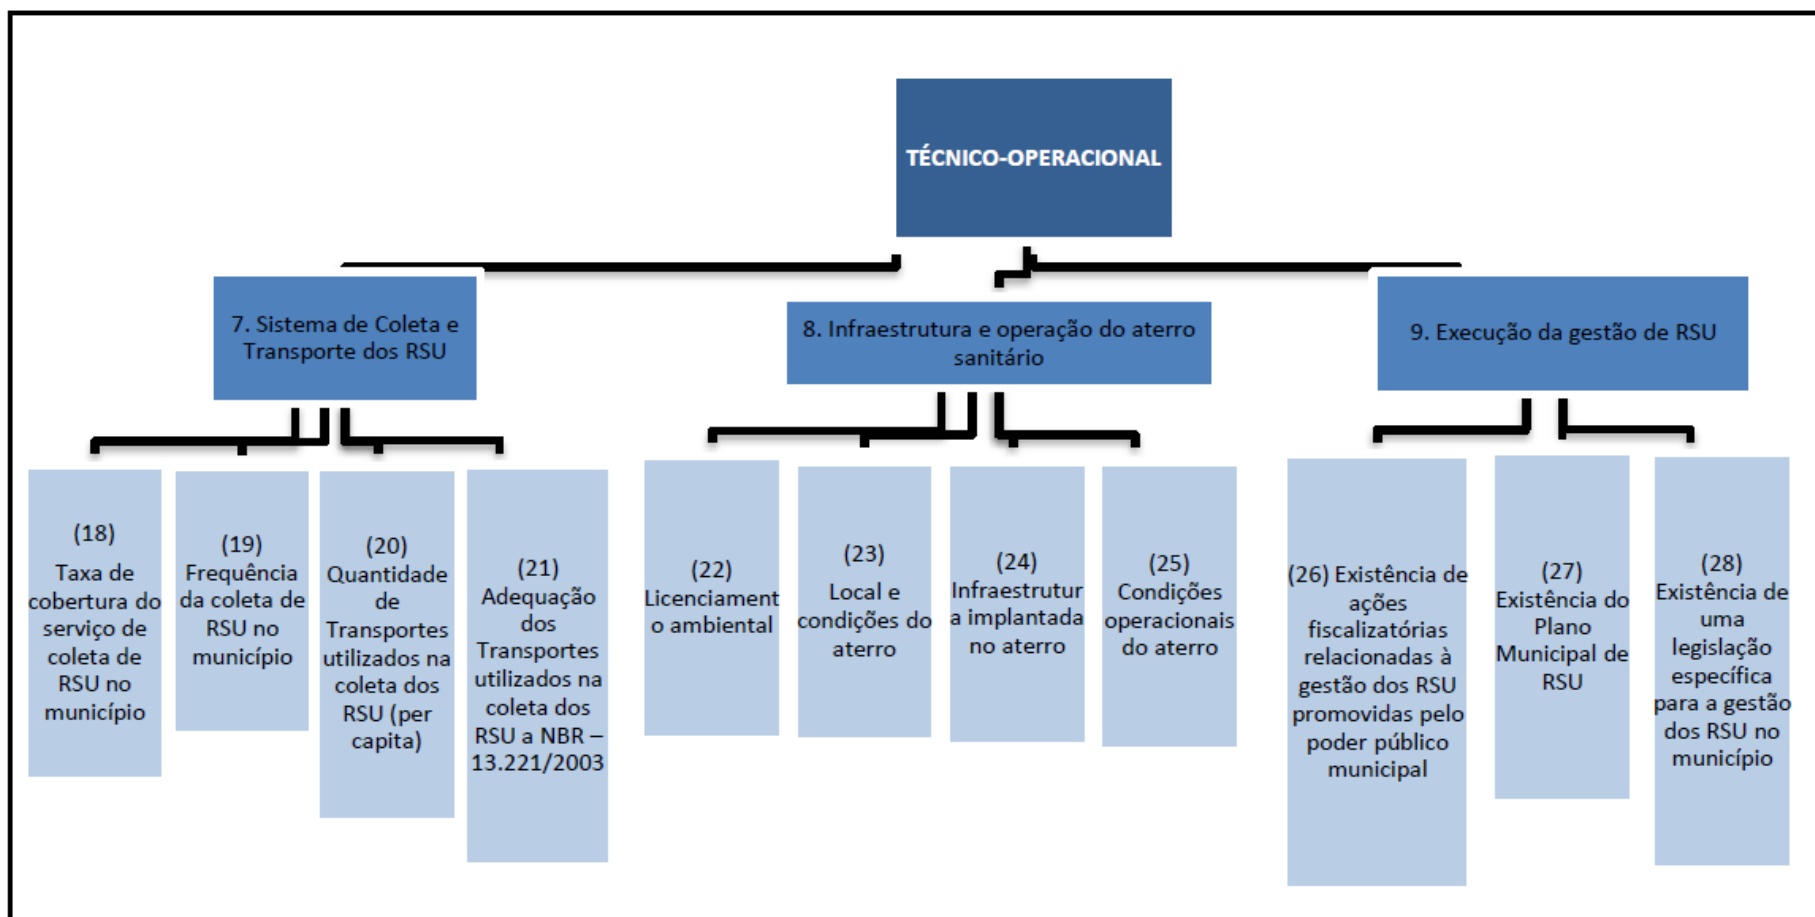 TÉCNICO-OPERACIONAL
7. Sistema de Coleta e
Transporte dos RSU
8. Infraestrutura e operação do aterro
sanitário
9. Execução da gestão de RSU
(18)
Taxa de
cobertura do
serviço de
coleta de
RSU no
município
(19)
Frequência
da coleta de
RSU no
município
(20)
Quantidade
de
Transportes
utilizados na
coleta dos
RSU (per
capita)
(21)
Adequação
dos
Transportes
utilizados na
coleta dos
RSU a NBR –
13.221/2003
(22)
Licenciament
o ambiental
(23)
Local e
condições do
aterro
(24)
Infraestrutur
a implantada
no aterro
(25)
Condições
operacionais
do aterro
(26) Existência de
ações
fiscalizatórias
relacionadas à
gestão dos RSU
promovidas pelo
poder público
municipal
(27)
Existência do
Plano
Municipal de
RSU
(28)
Existência de
uma
legislação
específica
para a gestão
dos RSU no
município